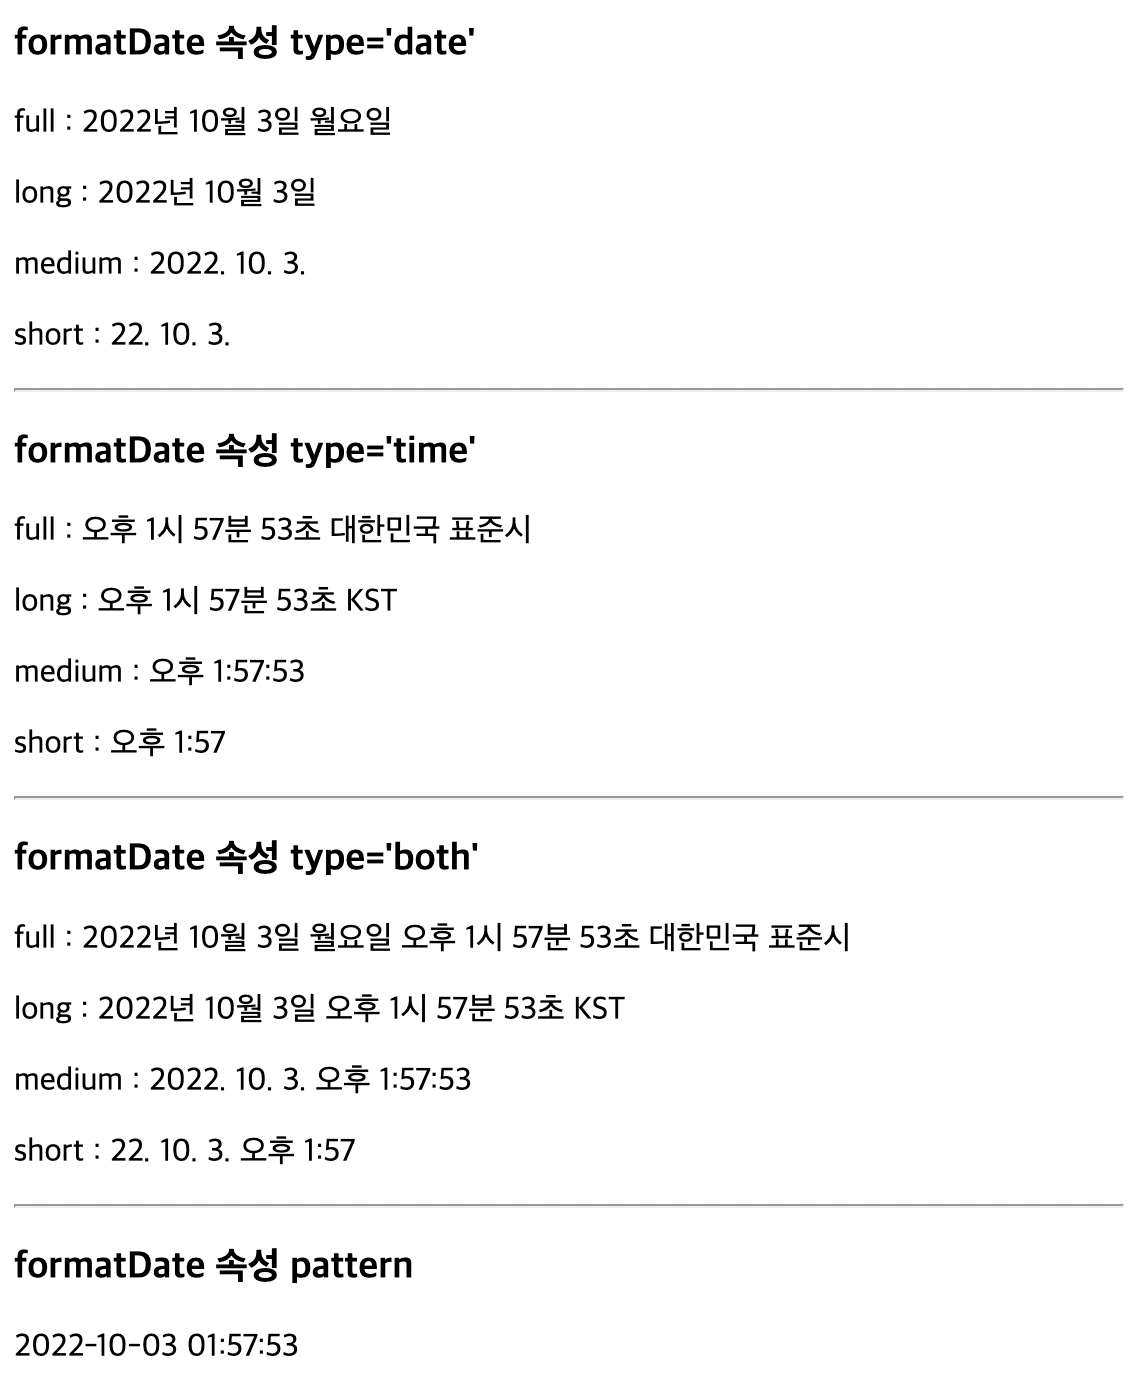 formatDate 속성 type='date'
full : 2022년 10월 3일 월요일
long : 2022년 10월 3일
medium : 2022. 10. 3.
short : 22. 10. 3.
formatDate 속성 type='time'
full : 오후 1시 57분 53초 대한민국 표준시
long : 오후 1시 57분 53초 KST
medium : 오후 1:57:53
short : 오후 1:57
formatDate 속성 type='both'
full : 2022년 10월 3일 월요일 오후 1시 57분 53초 대한민국 표준시
long : 2022년 10월 3일 오후 1시 57분 53초 KST
medium : 2022. 10. 3. 오후 1:57:53
short : 22. 10. 3. 오후 1:57
formatDate 속성 pattern
2022-10-03 01:57:53